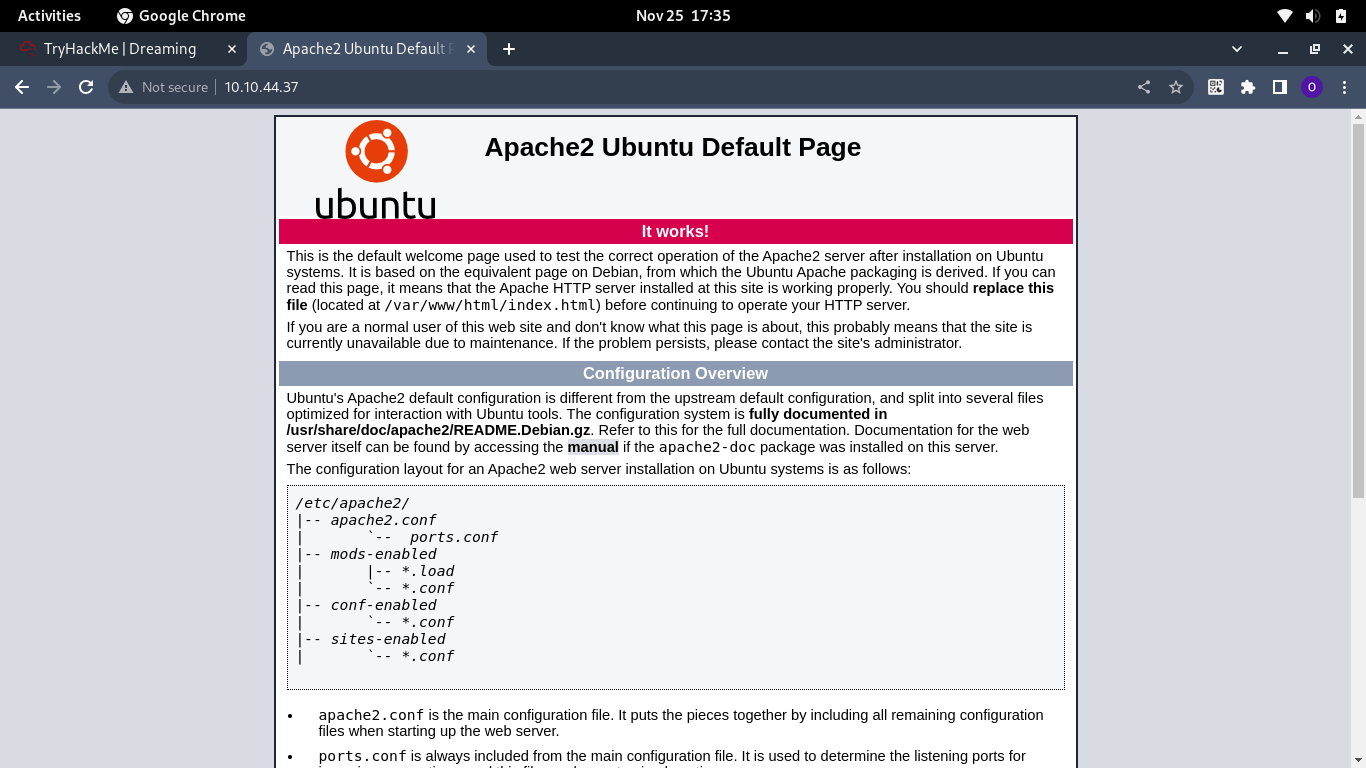 Activities Google Chrome Nov 25 17:35
TryHackMe | Dreaming Apache2 Ubuntu Default P
Not secure 10.10.44.37 O
Apache2 Ubuntu Default Page
ubuntu
It works!
This is the default welcome page used to test the correct operation of the Apache2 server after installation on Ubuntu
systems. It is based on the equivalent page on Debian, from which the Ubuntu Apache packaging is derived. If you can
read this page, it means that the Apache HTTP server installed at this site is working properly. You should replace this
file (located at /var/www/html/index.html) before continuing to operate your HTTP server.
If you are a normal user of this web site and don't know what this page is about, this probably means that the site is
currently unavailable due to maintenance. If the problem persists, please contact the site's administrator.
Configuration Overview
Ubuntu's Apache2 default configuration is different from the upstream default configuration, and split into several files
optimized for interaction with Ubuntu tools. The configuration system is fully documented in
/usr/share/doc/apache2/README.Debian.gz. Refer to this for the full documentation. Documentation for the web
server itself can be found by accessing the manual if the apache2-doc package was installed on this server.
The configuration layout for an Apache2 web server installation on Ubuntu systems is as follows:
/etc/apache2/
|-- apache2.conf
|       `--  ports.conf
|-- mods-enabled
|       |-- *.load
|       `-- *.conf
|-- conf-enabled
|       `-- *.conf
|-- sites-enabled
|       `-- *.conf
• apache2.conf is the main configuration file. It puts the pieces together by including all remaining configuration
files when starting up the web server.
• ports.conf is always included from the main configuration file. It is used to determine the listening ports for